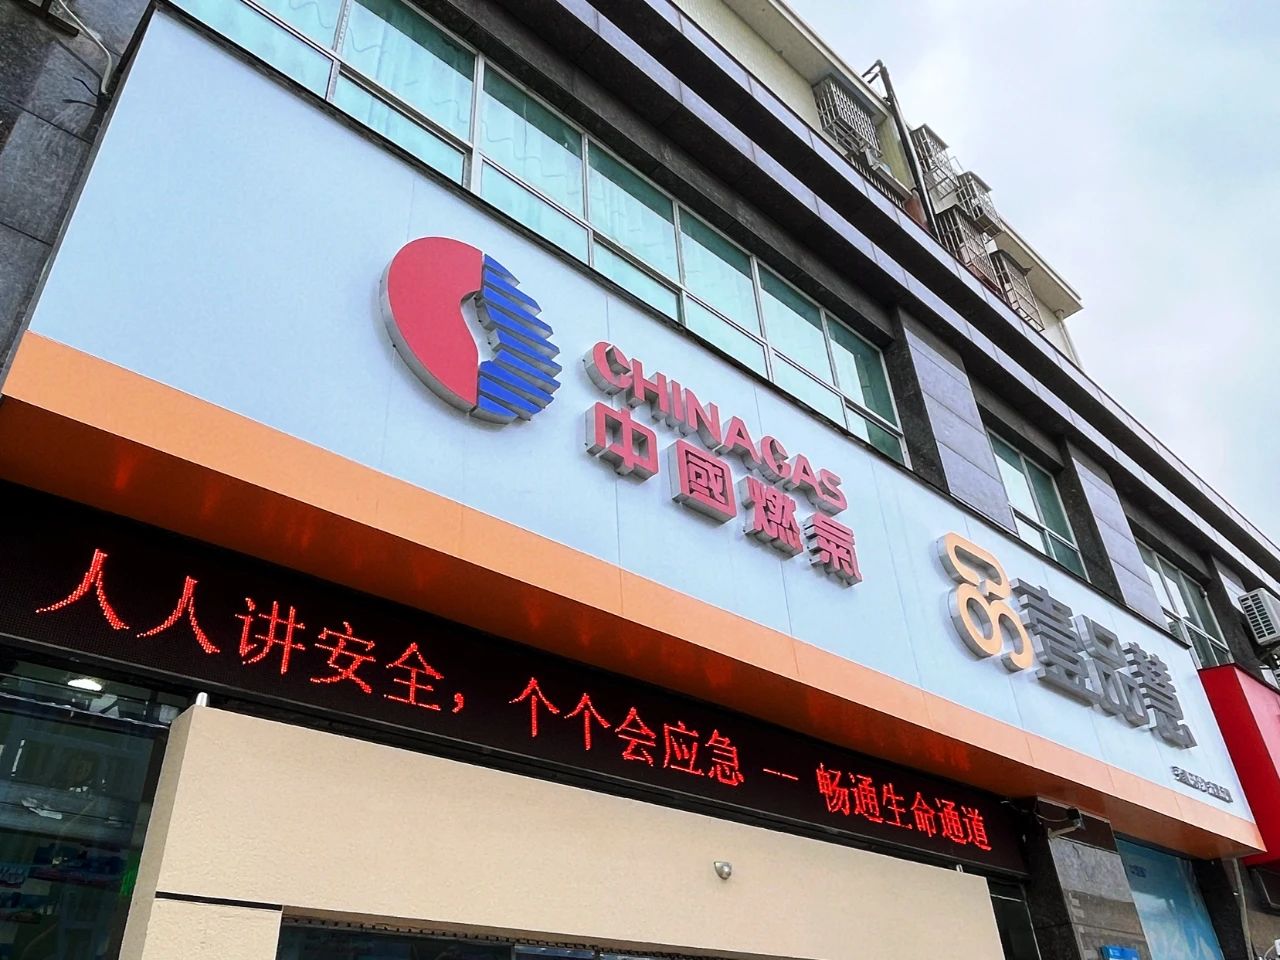 CHINAGAS
中國燃氣
壹品慧
人人讲安全，个个会应急 — 畅通生命通道